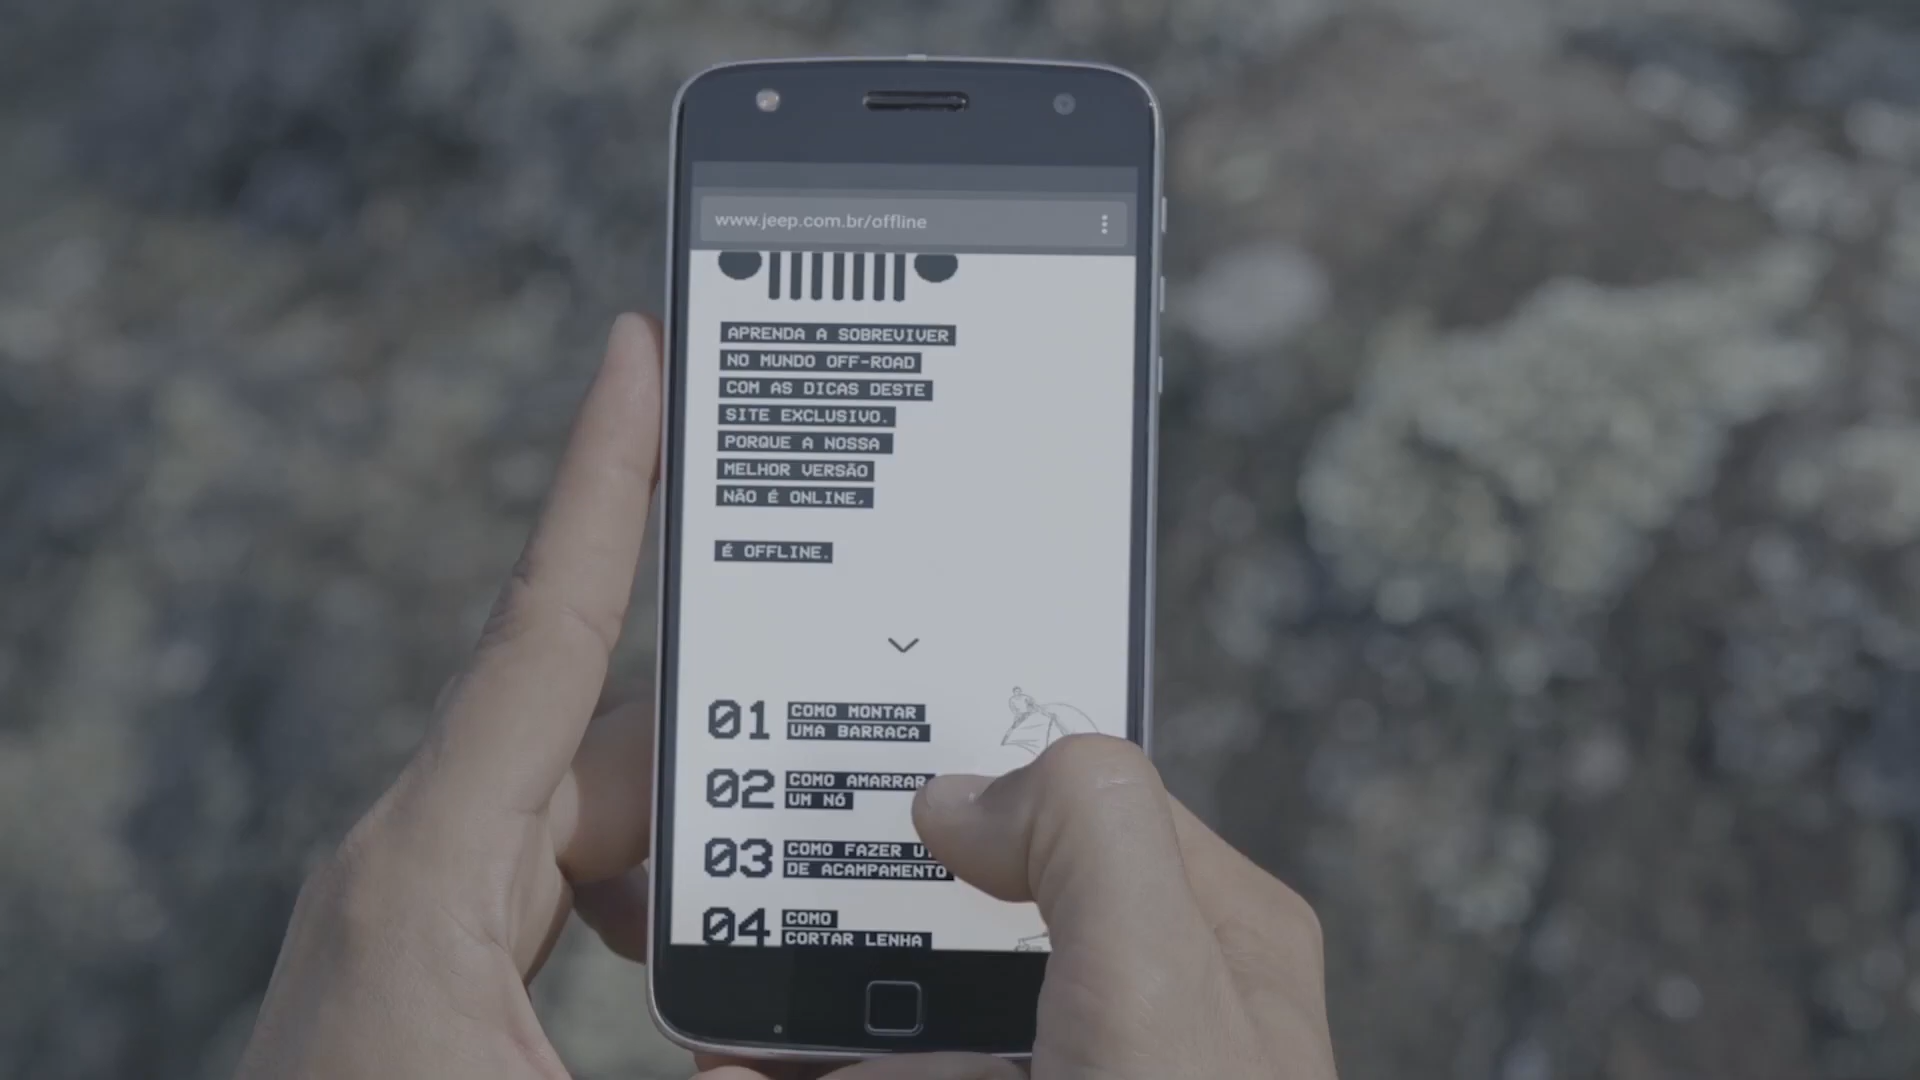 www.jeep.com.br/offline
APRENDA A SOBREVIVER
NO MUNDO OFF-ROAD
COM AS DICAS DESTE
SITE EXCLUSIVO.
PORQUE A NOSSA
MELHOR VERSÃO
NÃO É ONLINE,
É OFFLINE.
01 COMO MONTAR
UMA BARRACA
02 COMO AMARRAR
UM NÓ
03 COMO FAZER
DE ACAMPAMENTO
04 COMO
CORTAR LENHA